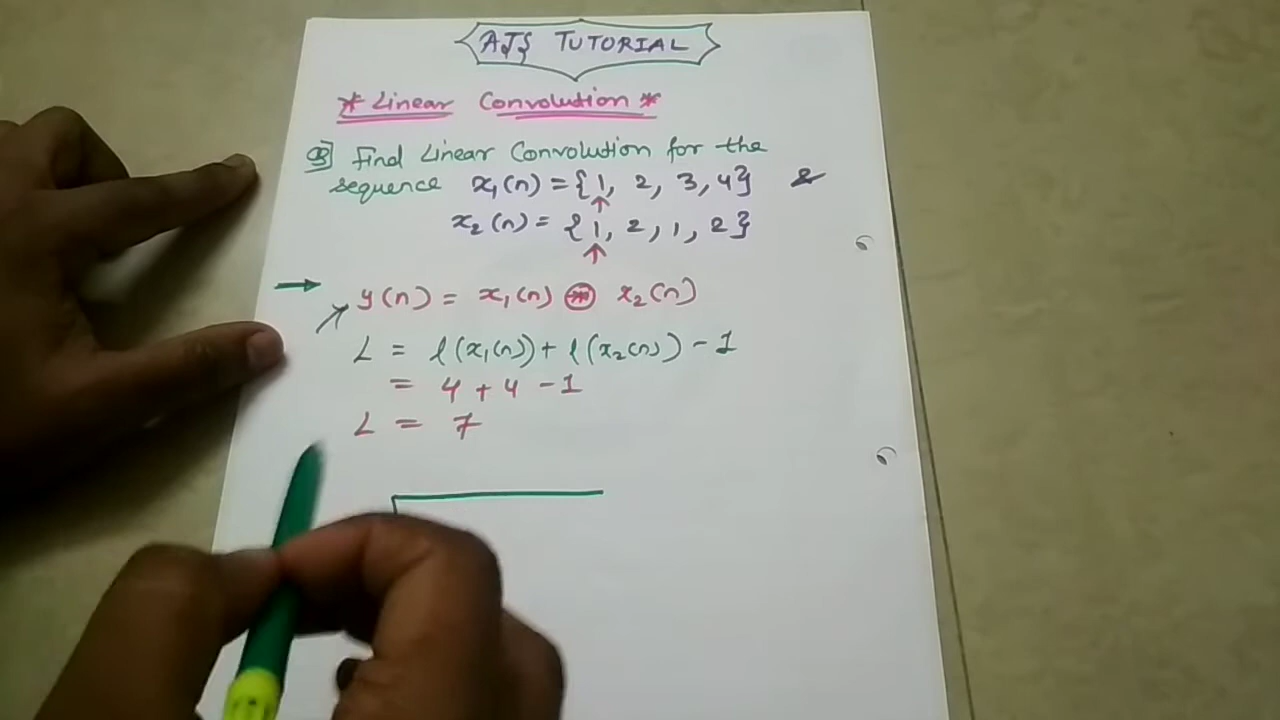 ATS TUTORIAL
* Linear Convolution *
Q] Find Linear Convolution for the
sequence x₁(n) = {1, 2, 3, 4} &
↑
x₂(n) = {1, 2, 1, 2}
↑
→ y(n) = x₁(n) ⊛ x₂(n)
L = l(x₁(n)) + l(x₂(n)) - 1
= 4 + 4 - 1
L = 7